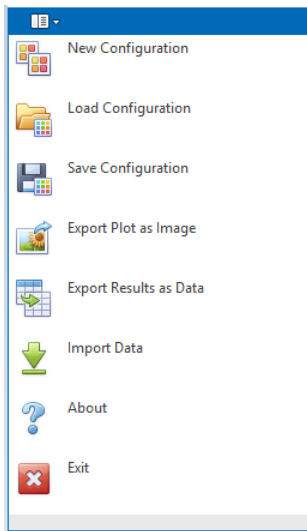 New Configuration
Load Configuration
Save Configuration
Export Plot as Image
Export Results as Data
Import Data
About
Exit